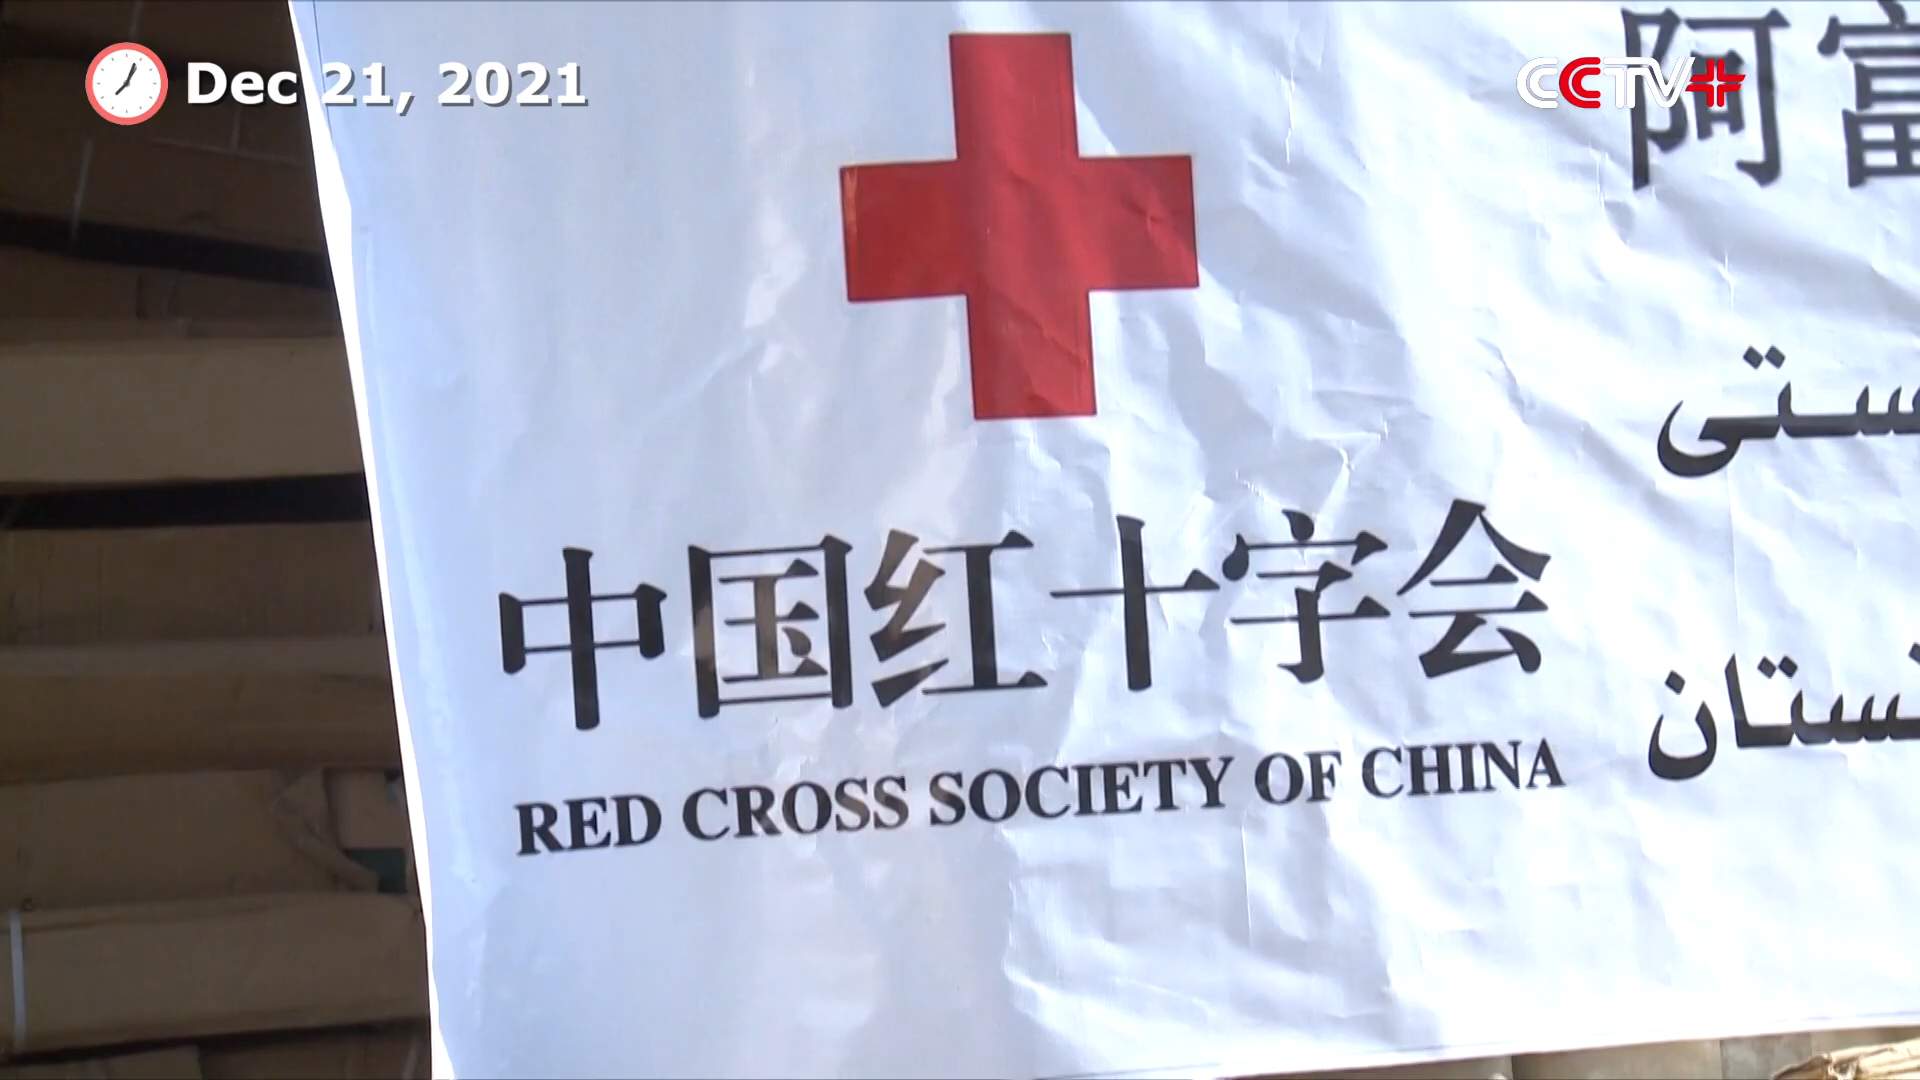 Dec 21, 2021
CCTV+
阿富
中国红十字会
RED CROSS SOCIETY OF CHINA